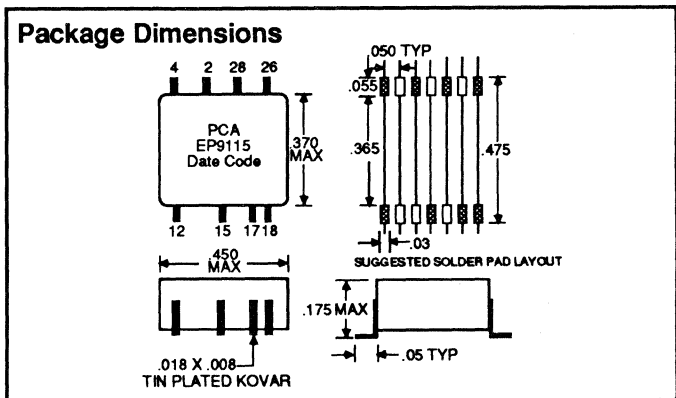 Package Dimensions
4 2 28 26
PCA
EP9115
Date Code
.370
MAX
12 15 17 18
.450
MAX
.050 TYP
.055
.365
.475
.03
SUGGESTED SOLDER PAD LAYOUT
.175 MAX
.05 TYP
.018 X .008
TIN PLATED KOVAR